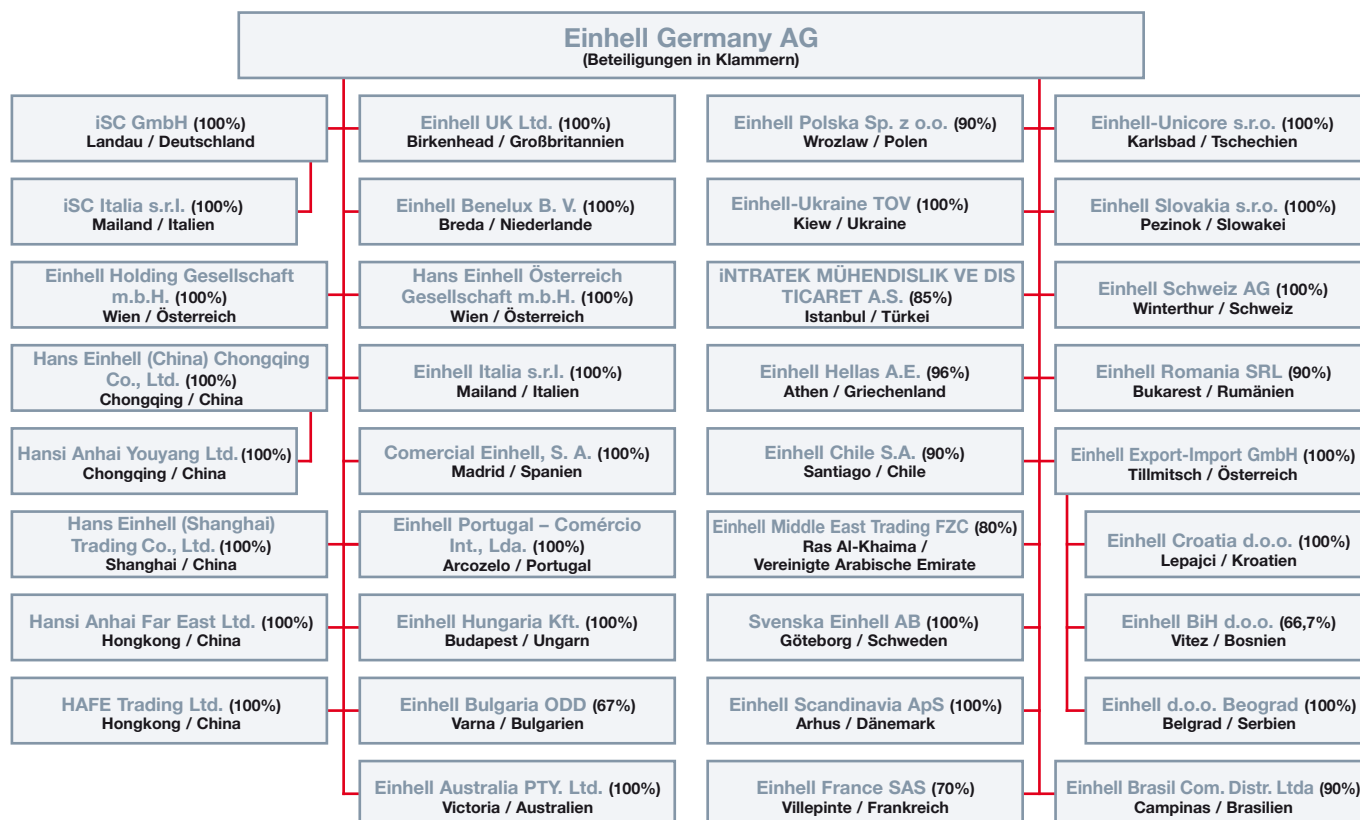 Einhell Germany AG
(Beteiligungen in Klammern)
iSC GmbH (100%)
Landau / Deutschland
Einhell UK Ltd. (100%)
Birkenhead / Großbritannien
Einhell Polska Sp. z o.o. (90%)
Wrozlaw / Polen
Einhell-Unicore s.r.o. (100%)
Karlsbad / Tschechien
iSC Italia s.r.l. (100%)
Mailand / Italien
Einhell Benelux B. V. (100%)
Breda / Niederlande
Einhell-Ukraine TOV (100%)
Kiew / Ukraine
Einhell Slovakia s.r.o. (100%)
Pezinok / Slowakei
Einhell Holding Gesellschaft
m.b.H. (100%)
Wien / Österreich
Hans Einhell Österreich
Gesellschaft m.b.H. (100%)
Wien / Österreich
iNTRATEK MÜHENDISLIK VE DIS
TICARET A.S. (85%)
Istanbul / Türkei
Einhell Schweiz AG (100%)
Winterthur / Schweiz
Hans Einhell (China) Chongqing
Co., Ltd. (100%)
Chongqing / China
Einhell Italia s.r.l. (100%)
Mailand / Italien
Einhell Hellas A.E. (96%)
Athen / Griechenland
Einhell Romania SRL (90%)
Bukarest / Rumänien
Hansi Anhai Youyang Ltd. (100%)
Chongqing / China
Comercial Einhell, S. A. (100%)
Madrid / Spanien
Einhell Chile S.A. (90%)
Santiago / Chile
Einhell Export-Import GmbH (100%)
Tillmitsch / Österreich
Hans Einhell (Shanghai)
Trading Co., Ltd. (100%)
Shanghai / China
Einhell Portugal – Comércio
Int., Lda. (100%)
Arcozelo / Portugal
Einhell Middle East Trading FZC (80%)
Ras Al-Khaima /
Vereinigte Arabische Emirate
Einhell Croatia d.o.o. (100%)
Lepajci / Kroatien
Hansi Anhai Far East Ltd. (100%)
Hongkong / China
Einhell Hungaria Kft. (100%)
Budapest / Ungarn
Svenska Einhell AB (100%)
Göteborg / Schweden
Einhell BiH d.o.o. (66,7%)
Vitez / Bosnien
HAFE Trading Ltd. (100%)
Hongkong / China
Einhell Bulgaria ODD (67%)
Varna / Bulgarien
Einhell Scandinavia ApS (100%)
Arhus / Dänemark
Einhell d.o.o. Beograd (100%)
Belgrad / Serbien
Einhell Australia PTY. Ltd. (100%)
Victoria / Australien
Einhell France SAS (70%)
Villepinte / Frankreich
Einhell Brasil Com. Distr. Ltda (90%)
Campinas / Brasilien